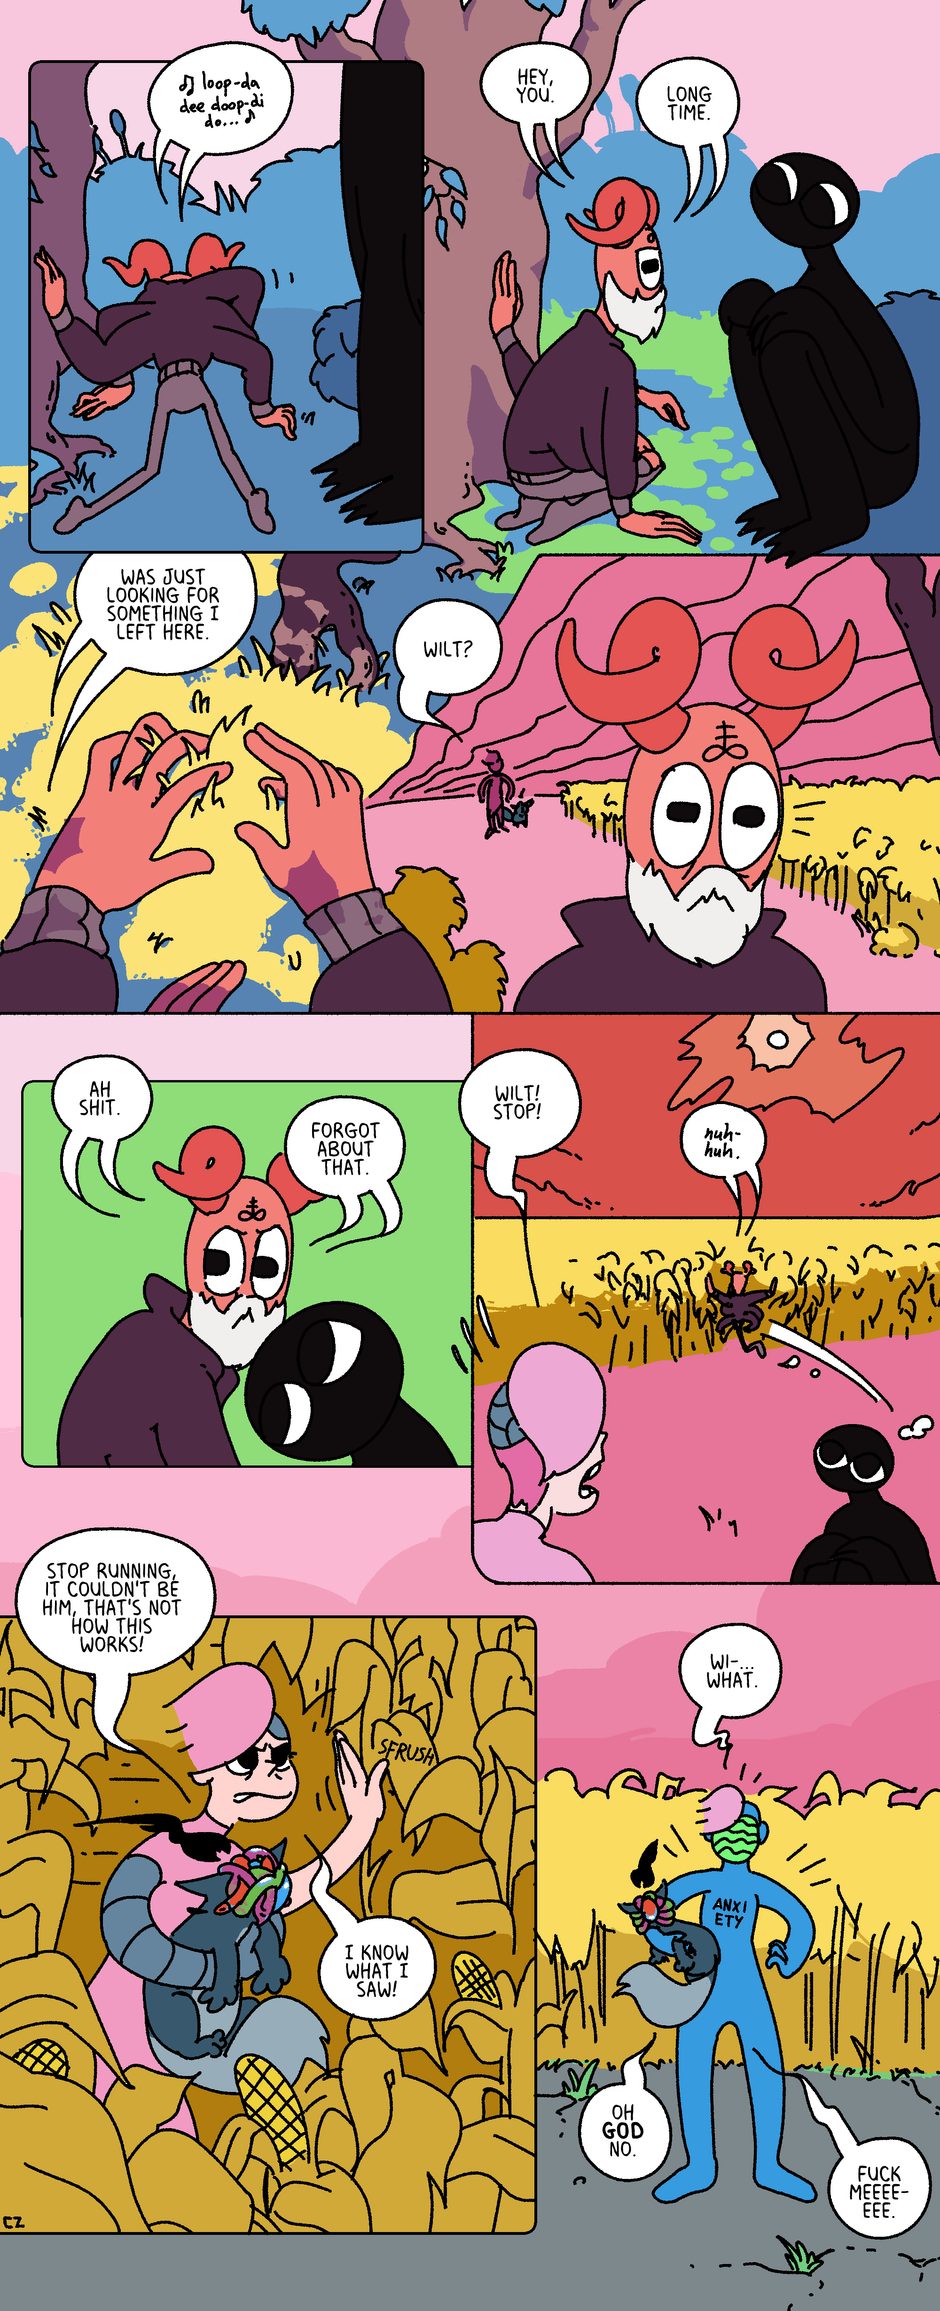 ♫ loop-da
dee doop-di
do... ♪
HEY,
YOU.
LONG
TIME.
WAS JUST
LOOKING FOR
SOMETHING I
LEFT HERE.
WILT?
AH
SHIT.
FORGOT
ABOUT
THAT.
WILT!
STOP!
nuh-
huh.
STOP RUNNING,
IT COULDN'T BE
HIM, THAT'S NOT
HOW THIS
WORKS!
SFRUSH
I KNOW
WHAT I
SAW!
CZ
WI-...
WHAT.
ANXI
ETY
OH
GOD
NO.
FUCK
MEEEE-
EEE.